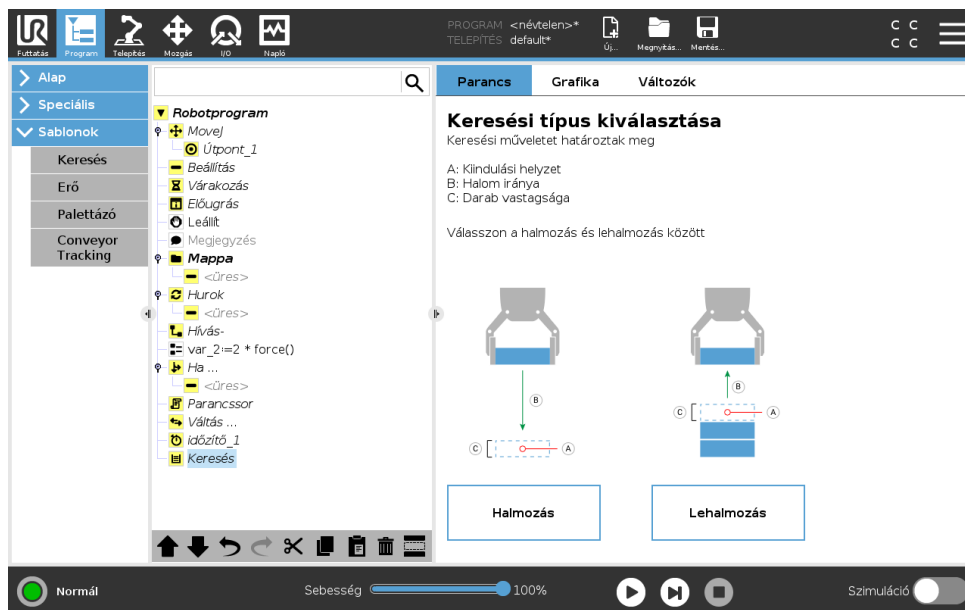 PROGRAM <névtelen>*
TELEPÍTÉS default*
Futtatás
Program
Telepítés
Mozgás
I/O
Napló
Új...
Megnyitás...
Mentés...
C C
C C
Alap
Speciális
Sablonok
Keresés
Erő
Palettázó
Conveyor
Tracking
Robotprogram
MoveJ
Útpont_1
Beállítás
Várakozás
Előugrás
Leállít
Megjegyzés
Mappa
<üres>
Hurok
<üres>
Hívás-
var_2≔2 * force()
Ha ...
<üres>
Parancssor
Váltás ...
időzítő_1
Keresés
Parancs
Grafika
Változók
Keresési típus kiválasztása
Keresési műveletet határoztak meg
A: Kiindulási helyzet
B: Halom iránya
C: Darab vastagsága
Válasszon a halmozás és lehalmozás között
B
C
A
B
C
A
Halmozás
Lehalmozás
Normál
Sebesség
100%
Szimuláció